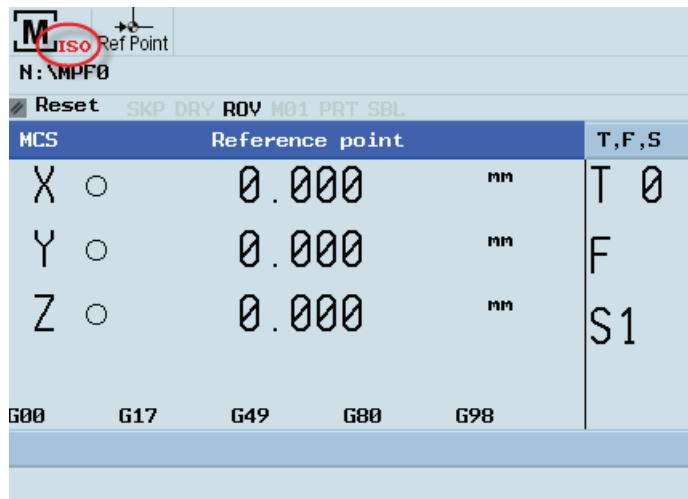 M ISO Ref Point
N:\MPF0
Reset SKP DRY ROV M01 PRT SBL
MCS Reference point T,F,S
X 0.000 mm T 0
Y 0.000 mm F
Z 0.000 mm S1
G00 G17 G49 G80 G98